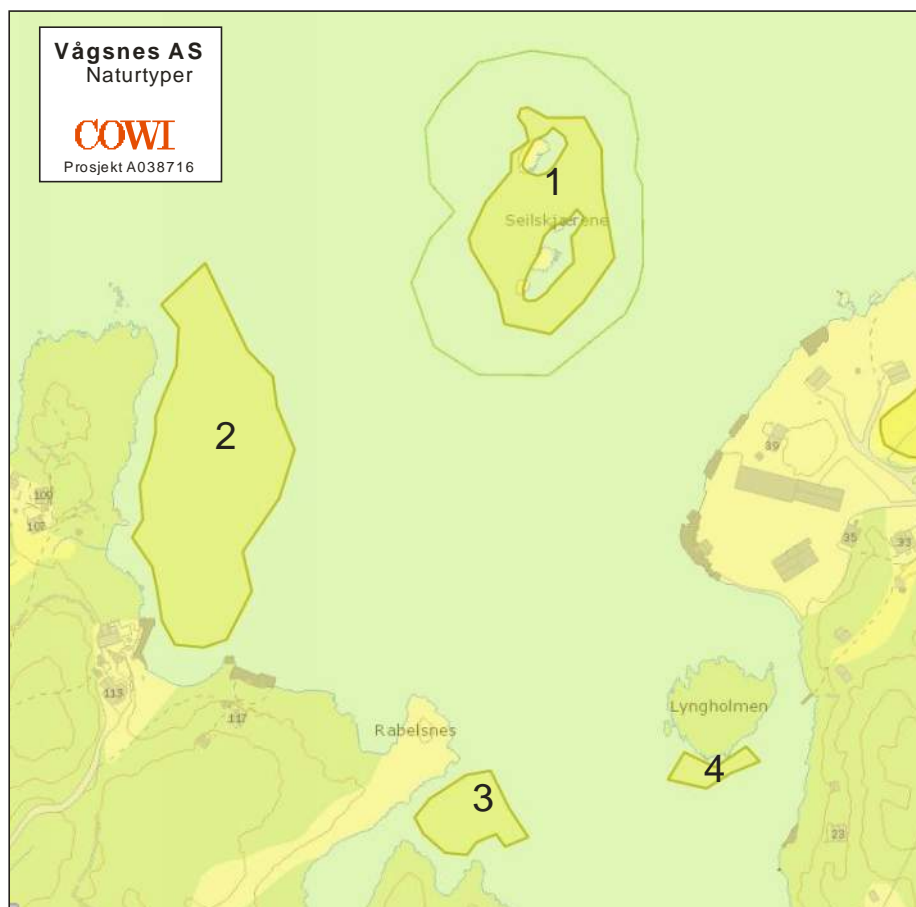 Vågsnes AS
Naturtyper
COWI
Prosjekt A038716
1
Seilskjærene
2
39
109
107
35
33
113
117
Rabelsnes
Lyngholmen
4
3
23